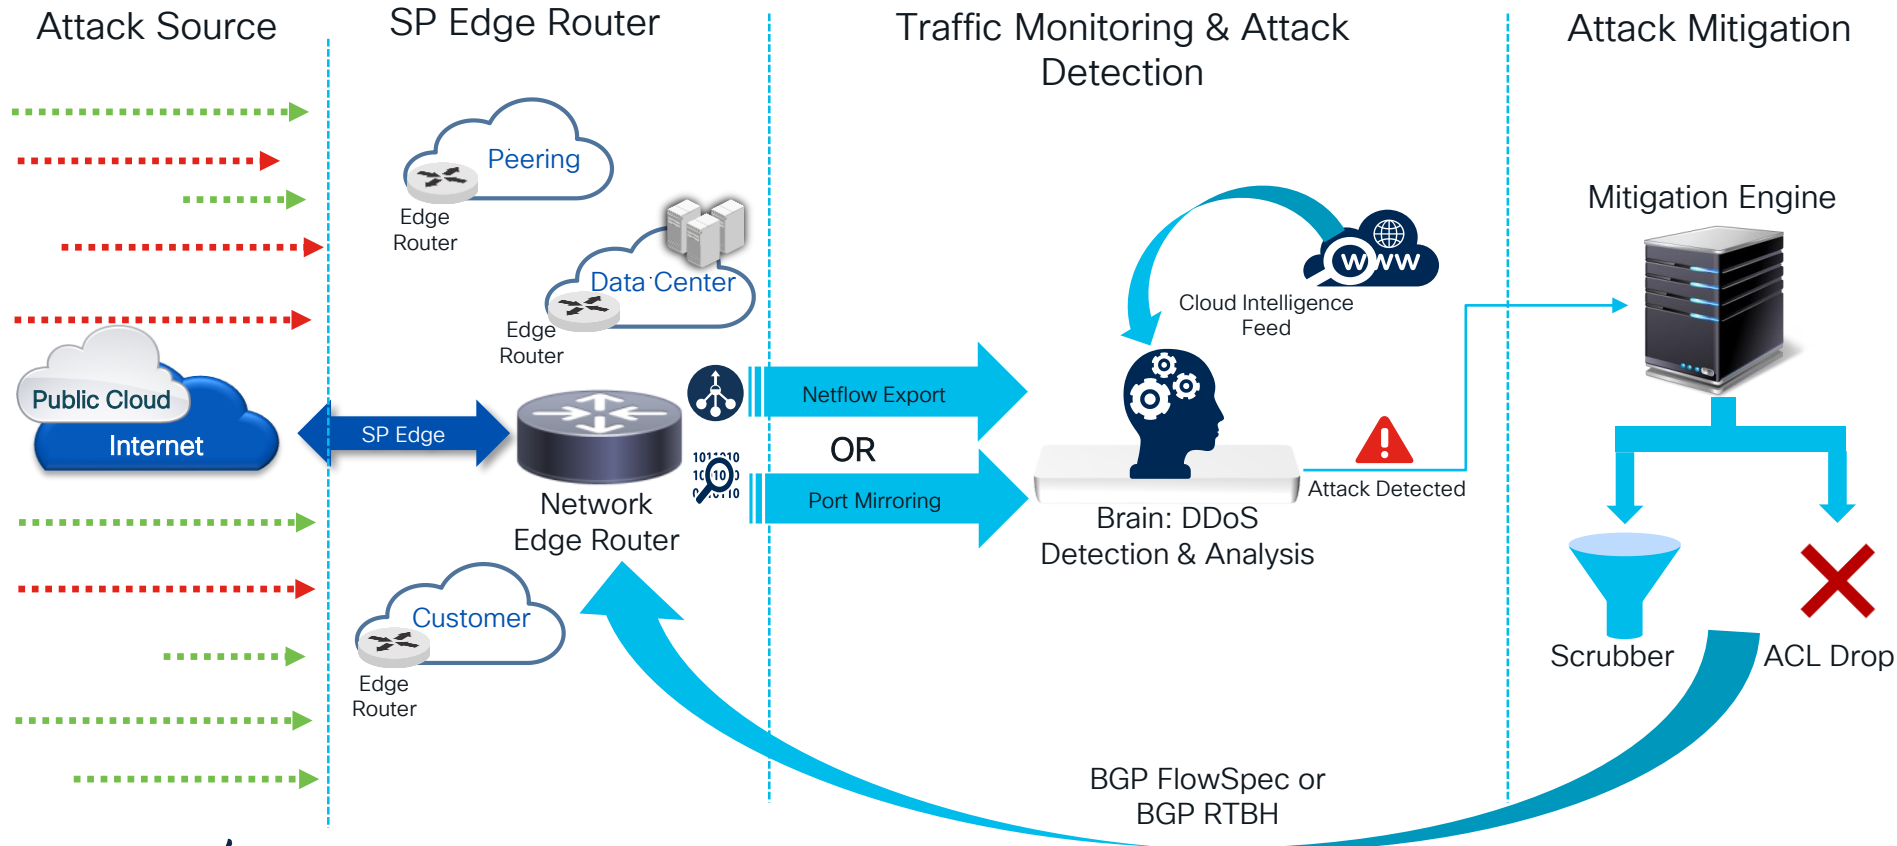 Attack Source
SP Edge Router
Traffic Monitoring & Attack
Detection
Attack Mitigation
Peering
Edge
Router
Data Center
Edge
Router
Public Cloud
Internet
SP Edge
Network
Edge Router
Customer
Edge
Router
Netflow Export
OR
Port Mirroring
WWW
Cloud Intelligence
Feed
Brain: DDoS
Detection & Analysis
Attack Detected
Mitigation Engine
Scrubber
ACL Drop
BGP FlowSpec or
BGP RTBH